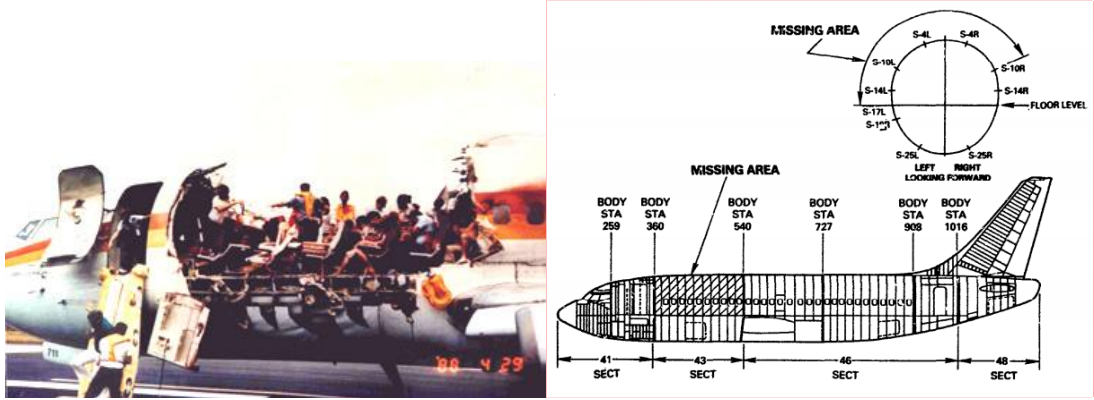 711
'88 4 29
MISSING AREA
S-4L
S-4R
S-10L
S-10R
S-14L
S-14R
S-17L
FLOOR LEVEL
S-25L
S-25R
LEFT RIGHT
LOOKING FORWARD
MISSING AREA
BODY
STA
259
BODY
STA
360
BODY
STA
540
BODY
STA
727
BODY
STA
908
BODY
STA
1016
41
SECT
43
SECT
46
SECT
48
SECT